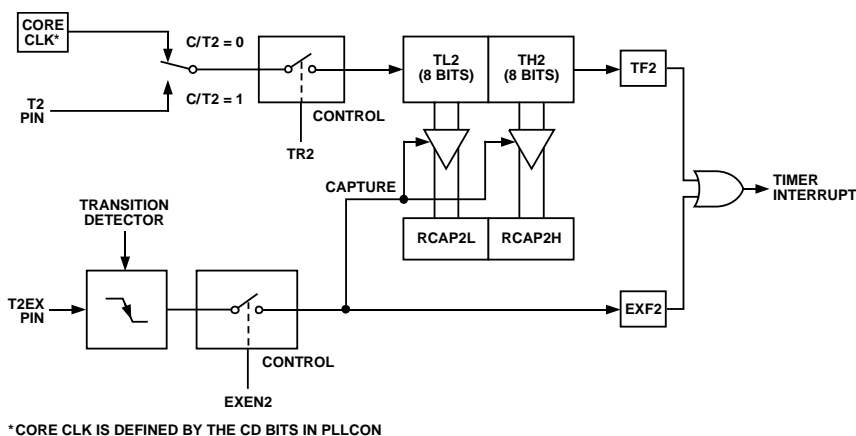 CORE
CLK*
C/T2 = 0
T2
PIN
C/T2 = 1
CONTROL
TR2
TL2
(8 BITS)
TH2
(8 BITS)
TF2
CAPTURE
TIMER
INTERRUPT
TRANSITION
DETECTOR
RCAP2L
RCAP2H
T2EX
PIN
EXF2
CONTROL
EXEN2
*CORE CLK IS DEFINED BY THE CD BITS IN PLLCON